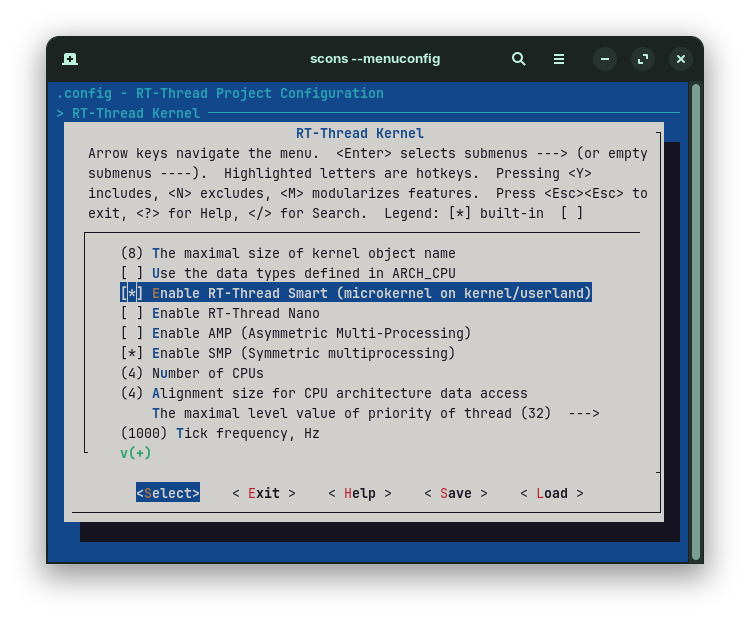 scons --menuconfig
.config - RT-Thread Project Configuration
> RT-Thread Kernel
RT-Thread Kernel
Arrow keys navigate the menu.  <Enter> selects submenus ---> (or empty
submenus ----).  Highlighted letters are hotkeys.  Pressing <Y>
includes, <N> excludes, <M> modularizes features.  Press <Esc><Esc> to
exit, <?> for Help, </> for Search.  Legend: [*] built-in  [ ]
(8) The maximal size of kernel object name
[ ] Use the data types defined in ARCH_CPU
[*] Enable RT-Thread Smart (microkernel on kernel/userland)
[ ] Enable RT-Thread Nano
[ ] Enable AMP (Asymmetric Multi-Processing)
[*] Enable SMP (Symmetric multiprocessing)
(4) Number of CPUs
(4) Alignment size for CPU architecture data access
The maximal level value of priority of thread (32)  --->
(1000) Tick frequency, Hz
v(+)
<Select>    < Exit >    < Help >    < Save >    < Load >